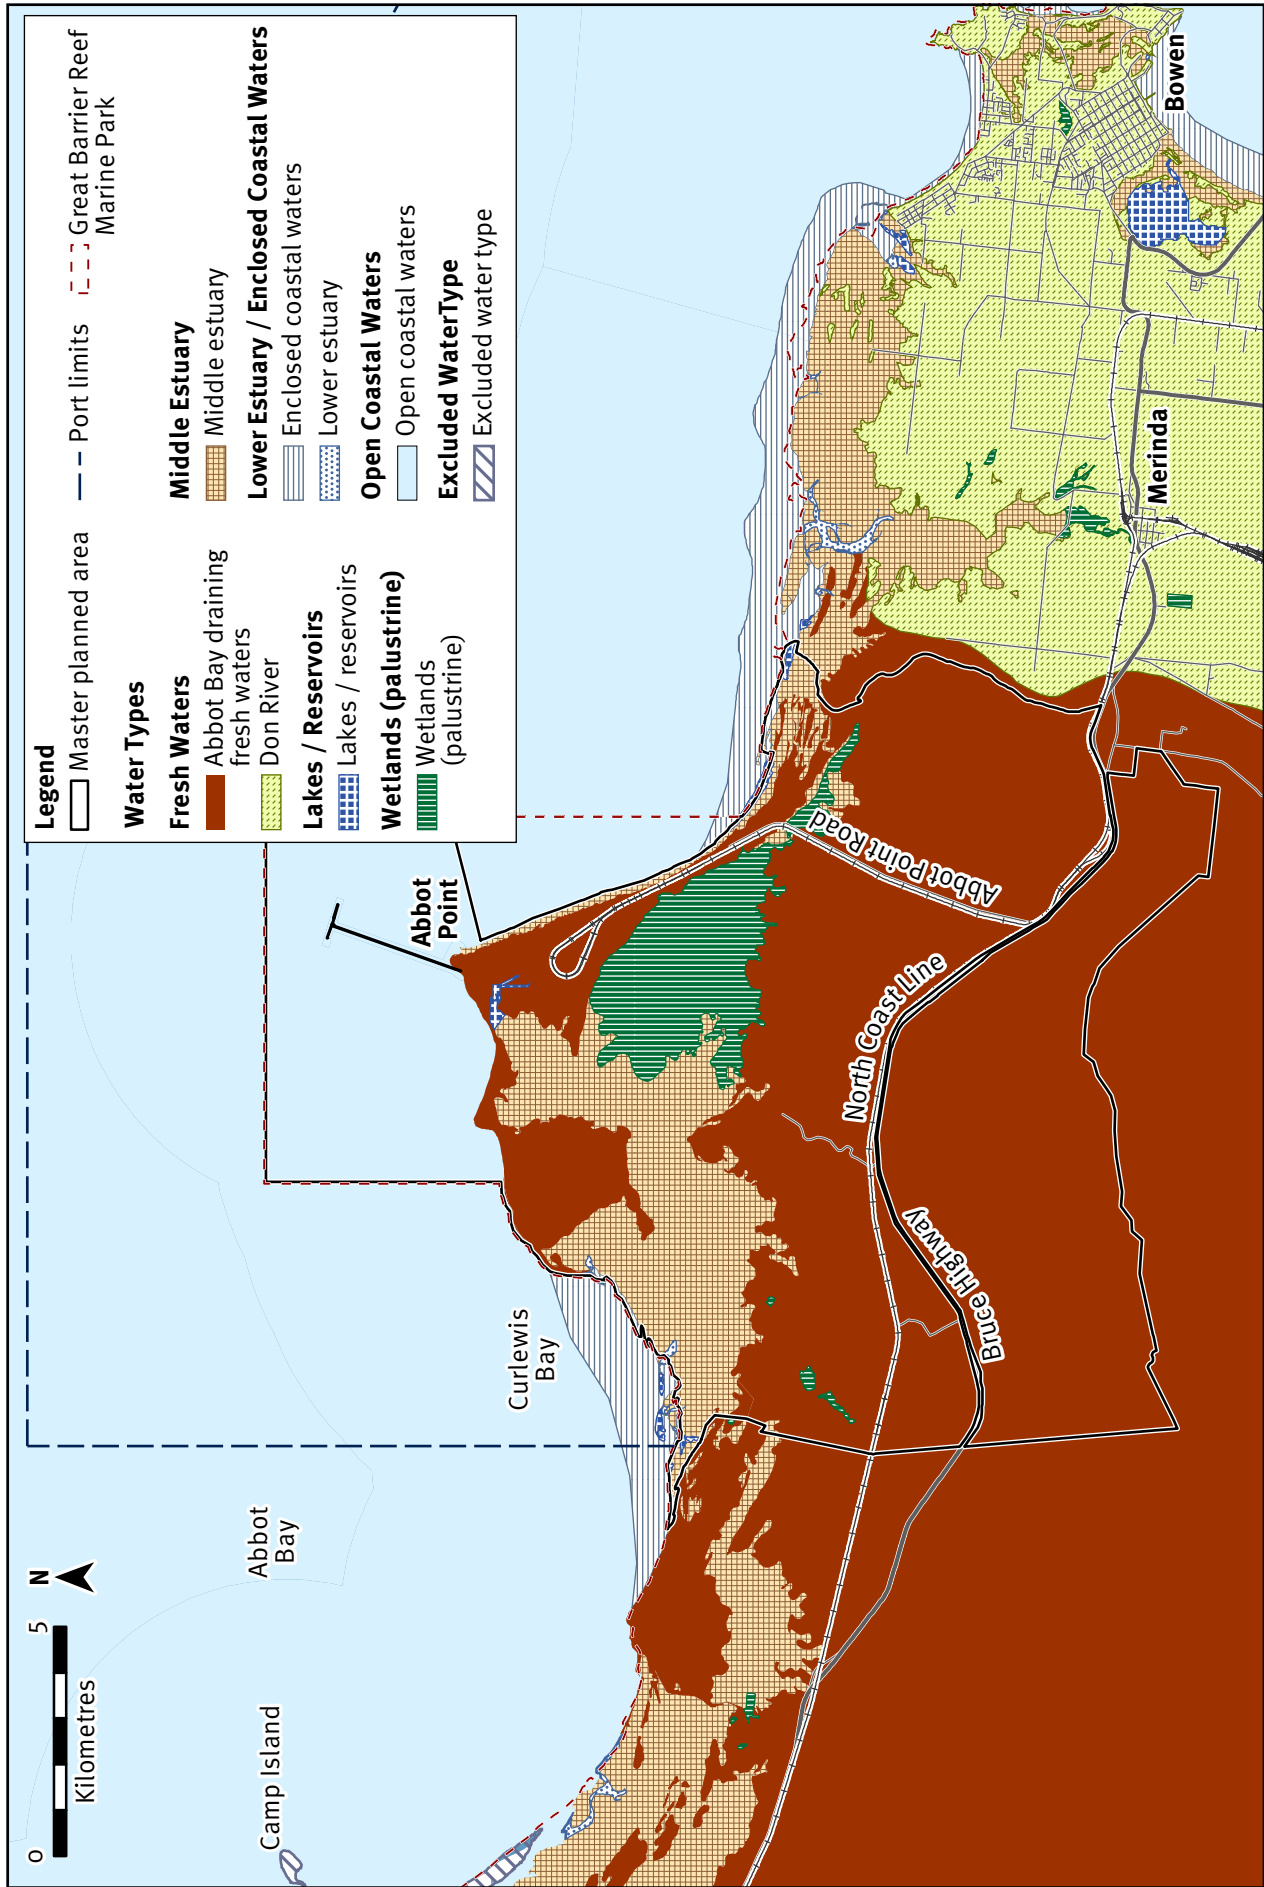 Legend
Master planned area
Port limits
Great Barrier Reef
Marine Park
Water Types
Fresh Waters
Abbot Bay draining
fresh waters
Don River
Lakes / Reservoirs
Lakes / reservoirs
Wetlands (palustrine)
Wetlands
(palustrine)
Middle Estuary
Middle estuary
Lower Estuary / Enclosed Coastal Waters
Enclosed coastal waters
Lower estuary
Open Coastal Waters
Open coastal waters
Excluded WaterType
Excluded water type
0
5
Kilometres
N
Camp Island
Abbot
Bay
Curlewis
Bay
Abbot
Point
Abbot Point Road
North Coast Line
Bruce Highway
Merinda
Bowen